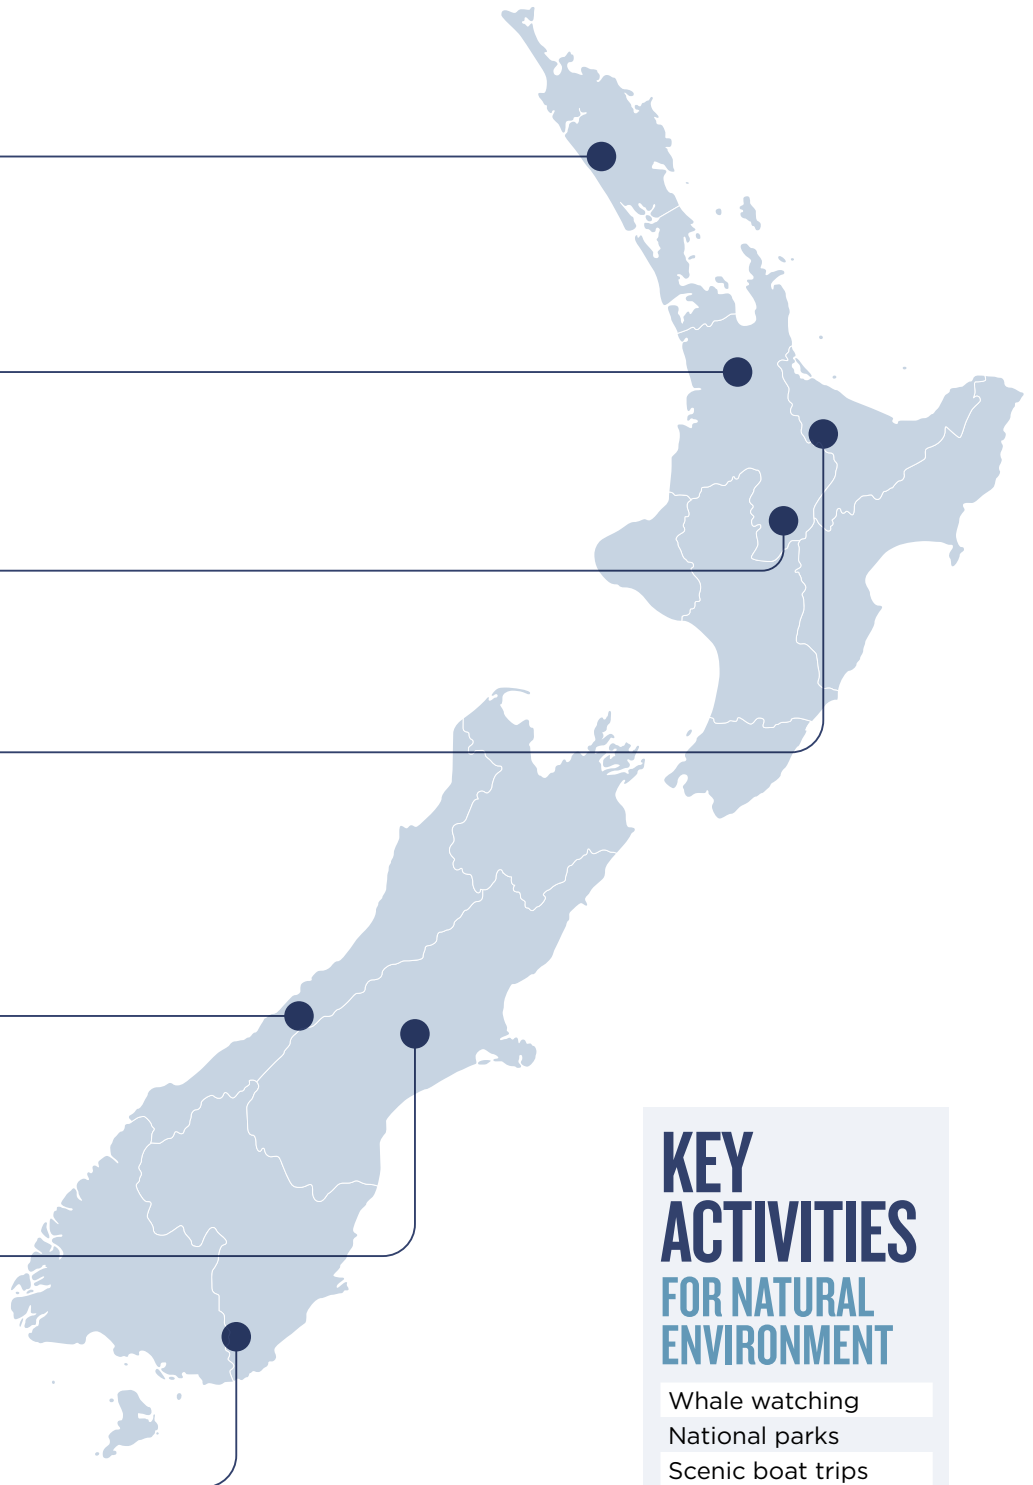 KEY
ACTIVITIES
FOR NATURAL
ENVIRONMENT
Whale watching
National parks
Scenic boat trips